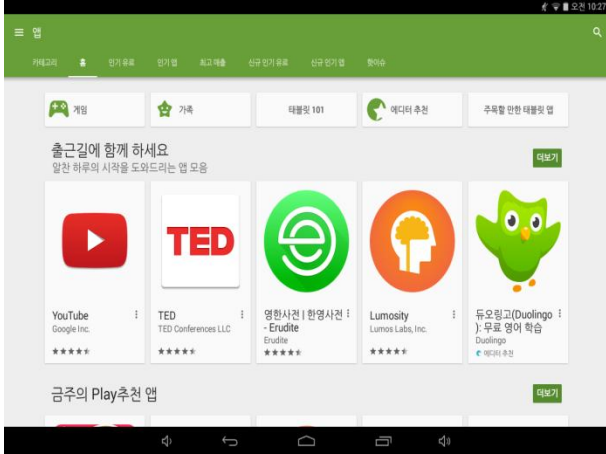 오전 10:27
앱
카테고리 홈 인기 유료 인기 앱 최고 매출 신규 인기 유료 신규 인기 앱 핫이슈
게임 가족 태블릿 101 에디터 추천 주목할 만한 태블릿 앱
출근길에 함께 하세요
더보기
알찬 하루의 시작을 도와드리는 앱 모음
TED
YouTube
Google Inc.
TED
TED Conferences LLC
영한사전 | 한영사전
- Erudite
Erudite
Lumosity
Lumos Labs, Inc.
듀오링고(Duolingo
): 무료 영어 학습
Duolingo
에디터 추천
금주의 Play추천 앱
더보기